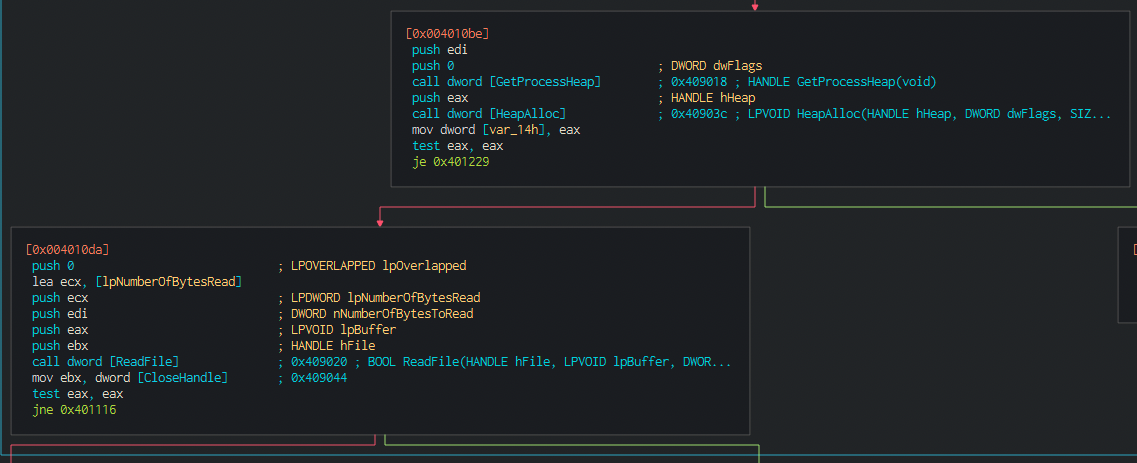 [0x004010be]
push edi
push 0 ; DWORD dwFlags
call dword [GetProcessHeap] ; 0x409018 ; HANDLE GetProcessHeap(void)
push eax ; HANDLE hHeap
call dword [HeapAlloc] ; 0x40903c ; LPVOID HeapAlloc(HANDLE hHeap, DWORD dwFlags, SIZ...
mov dword [var_14h], eax
test eax, eax
je 0x401229
[0x004010da]
push 0 ; LPOVERLAPPED lpOverlapped
lea ecx, [lpNumberOfBytesRead]
push ecx ; LPDWORD lpNumberOfBytesRead
push edi ; DWORD nNumberOfBytesToRead
push eax ; LPVOID lpBuffer
push ebx ; HANDLE hFile
call dword [ReadFile] ; 0x409020 ; BOOL ReadFile(HANDLE hFile, LPVOID lpBuffer, DWOR...
mov ebx, dword [CloseHandle] ; 0x409044
test eax, eax
jne 0x401116